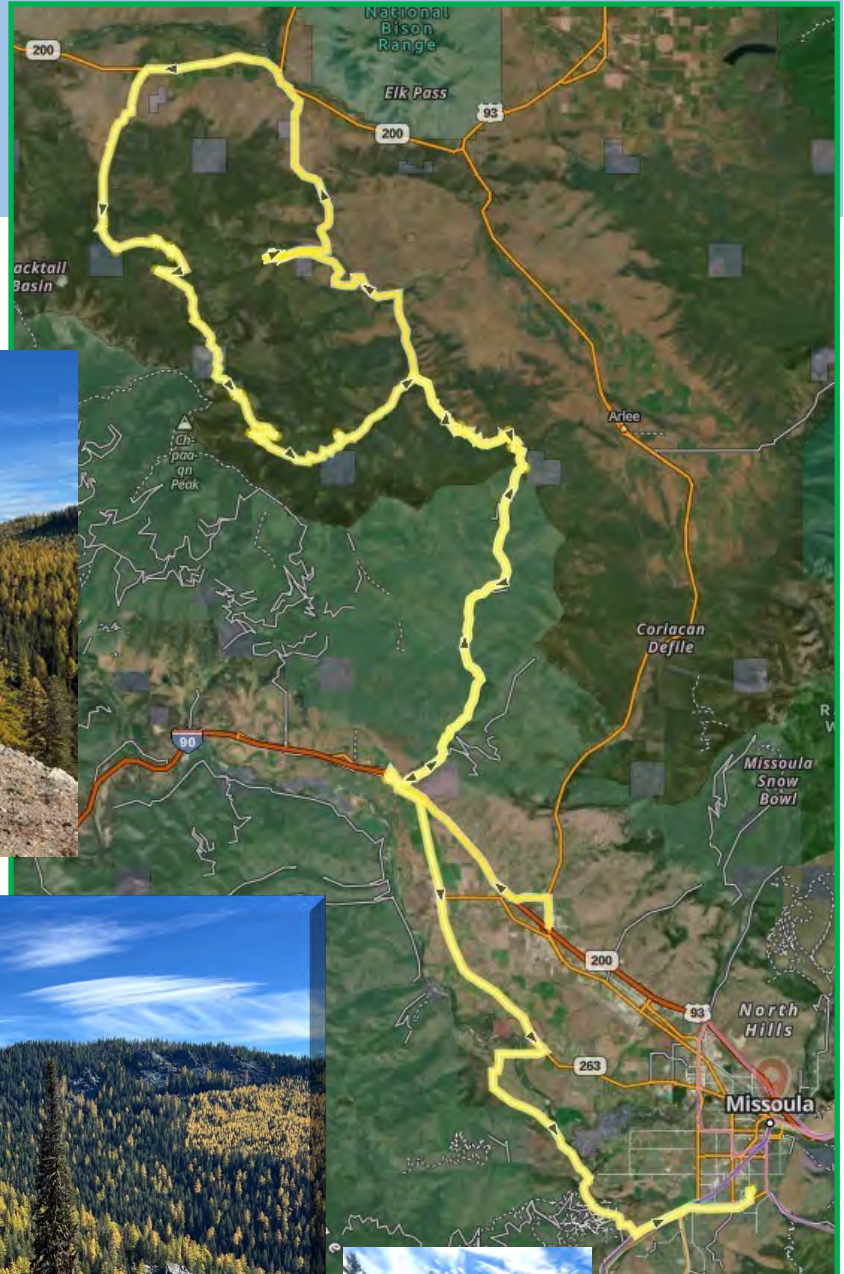 National
Bison
Range
200
Elk Pass
93
200
acktail
Basin
Arlee
Ch-
paa-
qn
Peak
Coriacan
Defile
R
W
90
Missoula
Snow
Bowl
200
93
North
Hills
263
Missoula
e